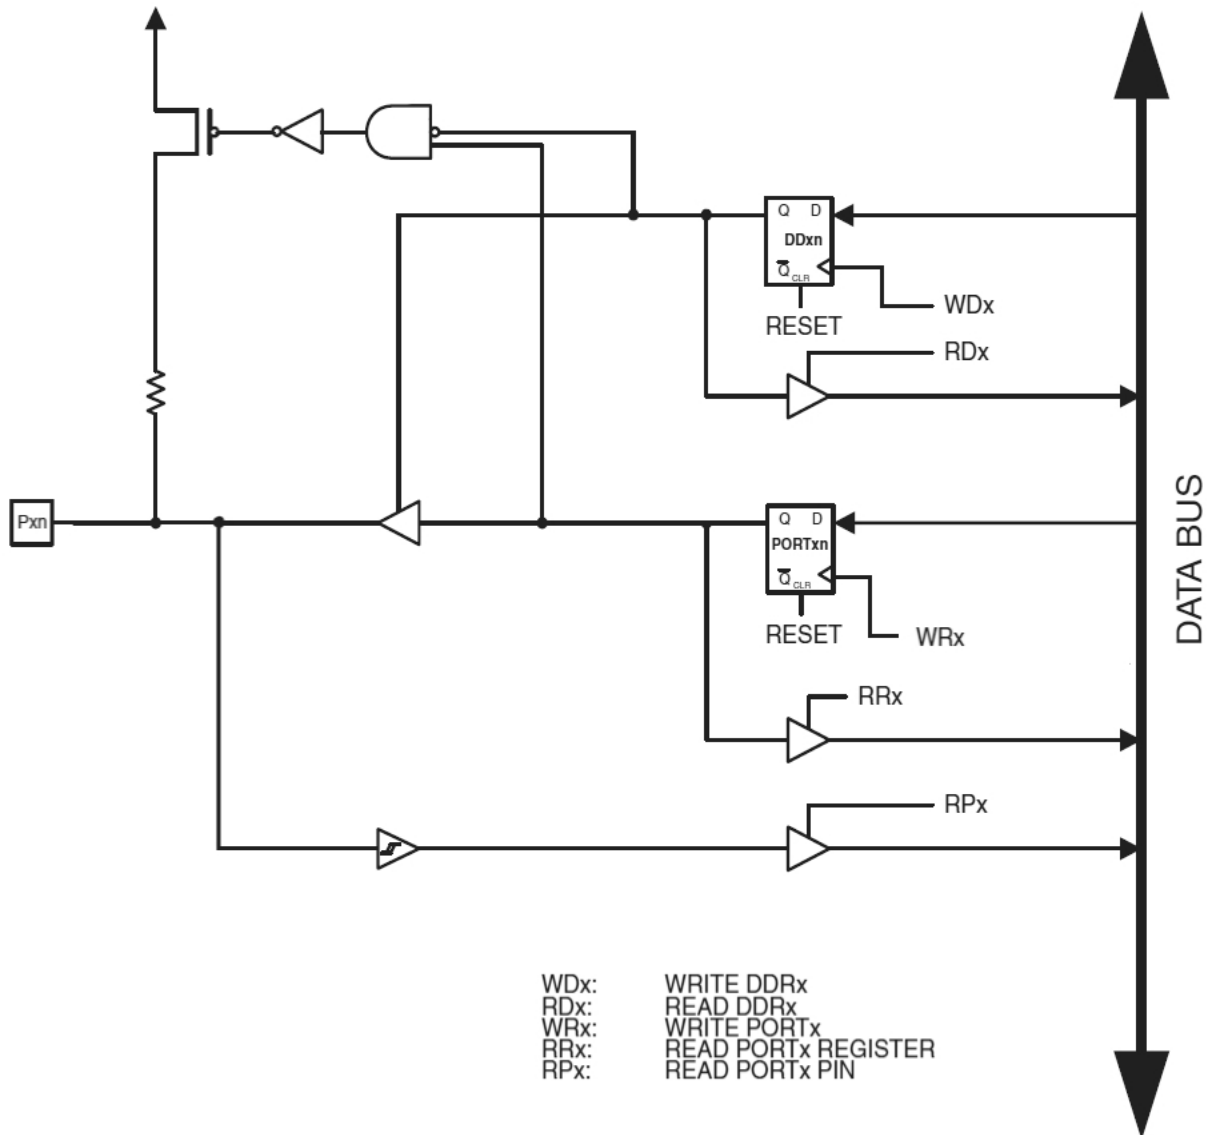 Q D
DDxn
Q CLR
WDx
RESET
RDx
Pxn
Q D
PORTxn
Q CLR
RESET
WRx
RRx
RPx
DATA BUS
WDx: WRITE DDRx
RDx: READ DDRx
WRx: WRITE PORTx
RRx: READ PORTx REGISTER
RPx: READ PORTx PIN